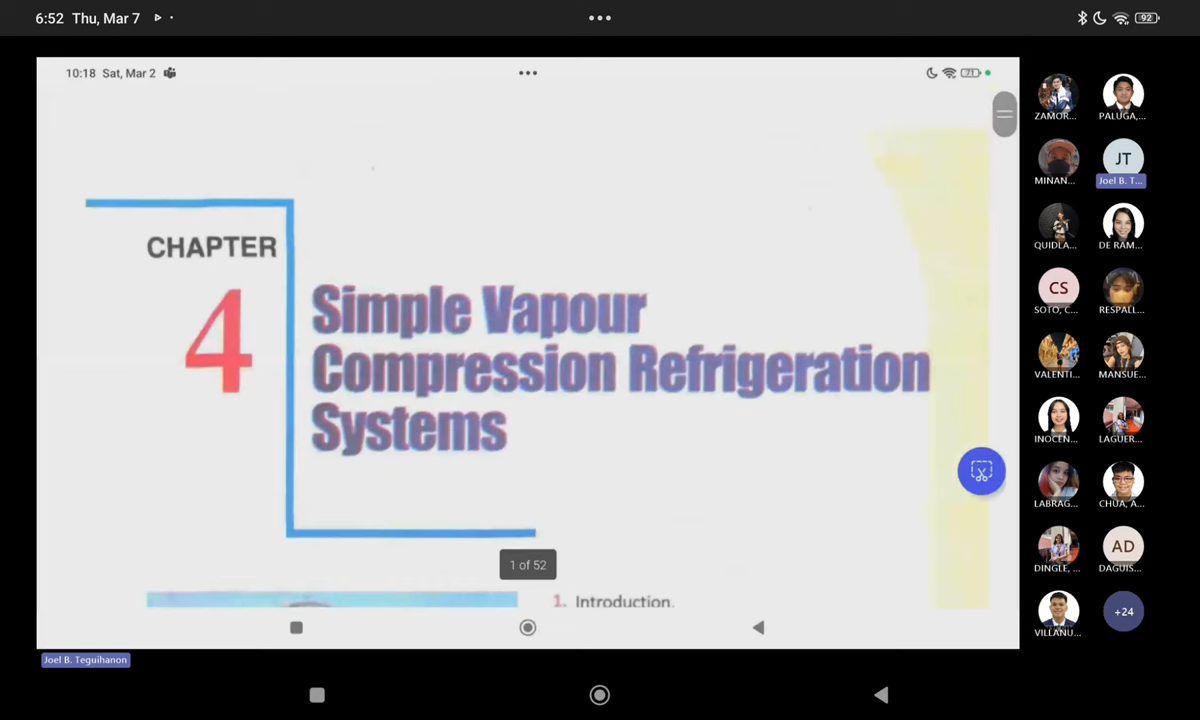 6:52 Thu, Mar 7
92
10:18 Sat, Mar 2
71
CHAPTER
4
Simple Vapour
Compression Refrigeration
Systems
1 of 52
1. Introduction.
Joel B. Teguihanon
ZAMOR...
PALUGA,...
MINAN...
JT
Joel B. T...
QUIDLA...
DE RAM...
CS
SOTO, C...
RESPALL...
VALENTI...
MANSUE...
INOCEN...
LAGUER...
LABRAG...
CHUA, A...
DINGLE, ...
AD
DAGUIS...
VILLANU...
+24